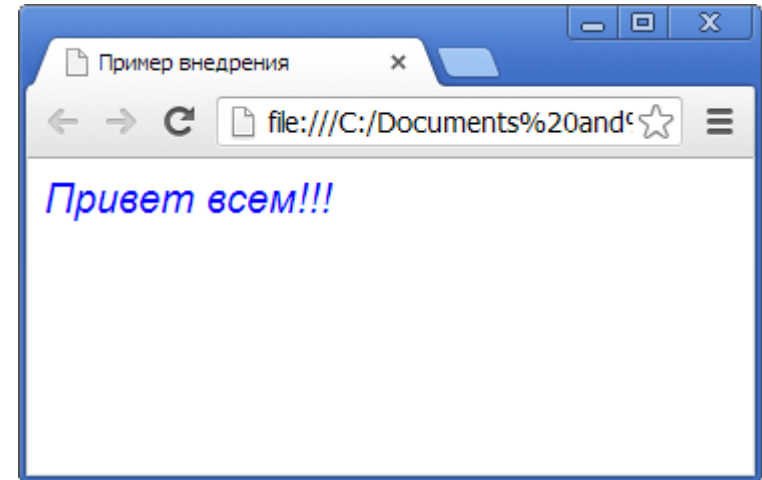 Пример внедрения
file:///C:/Documents%20and
Привет всем!!!